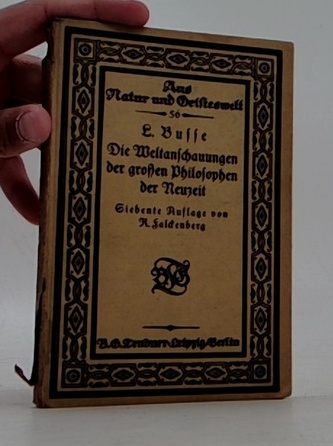 Aus
Natur und Geisteswelt
56
L. Busse
Die Weltanschauungen
der großen Philosophen
der Neuzeit
Siebente Auflage von
R. Falckenberg
B.G. Teubner Leipzig/Berlin